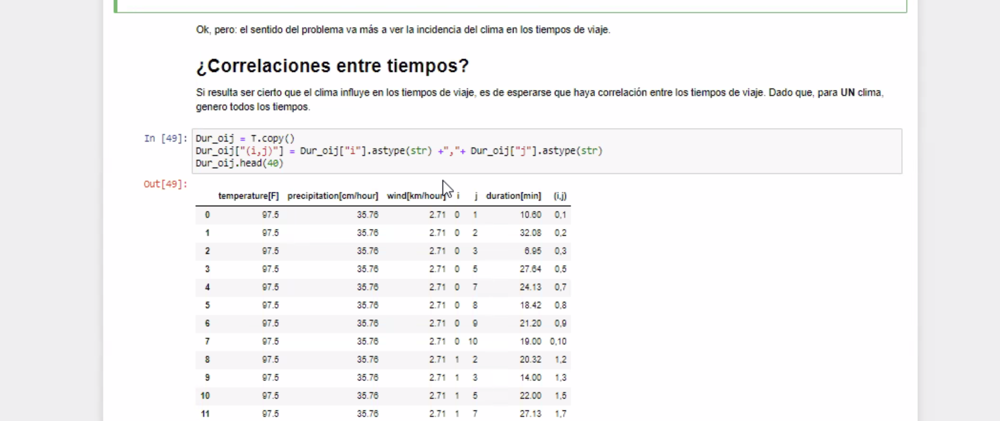 Ok, pero: el sentido del problema va más a ver la incidencia del clima en los tiempos de viaje.
¿Correlaciones entre tiempos?
Si resulta ser cierto que el clima influye en los tiempos de viaje, es de esperarse que haya correlación entre los tiempos de viaje. Dado que, para UN clima,
genero todos los tiempos.
In [49]: Dur_oij = T.copy()
Dur_oij["(i,j)"] = Dur_oij["i"].astype(str) +","+ Dur_oij["j"].astype(str)
Dur_oij.head(40)
Out[49]:
temperature[F] precipitation[cm/hour] wind[km/hour] i j duration[min] (i,j)
0 97.5 35.76 2.71 0 1 10.60 0,1
1 97.5 35.76 2.71 0 2 32.08 0,2
2 97.5 35.76 2.71 0 3 6.95 0,3
3 97.5 35.76 2.71 0 5 27.64 0,5
4 97.5 35.76 2.71 0 7 24.13 0,7
5 97.5 35.76 2.71 0 8 18.42 0,8
6 97.5 35.76 2.71 0 9 21.20 0,9
7 97.5 35.76 2.71 0 10 19.00 0,10
8 97.5 35.76 2.71 1 2 20.32 1,2
9 97.5 35.76 2.71 1 3 14.00 1,3
10 97.5 35.76 2.71 1 5 22.00 1,5
11 97.5 35.76 2.71 1 7 27.13 1,7